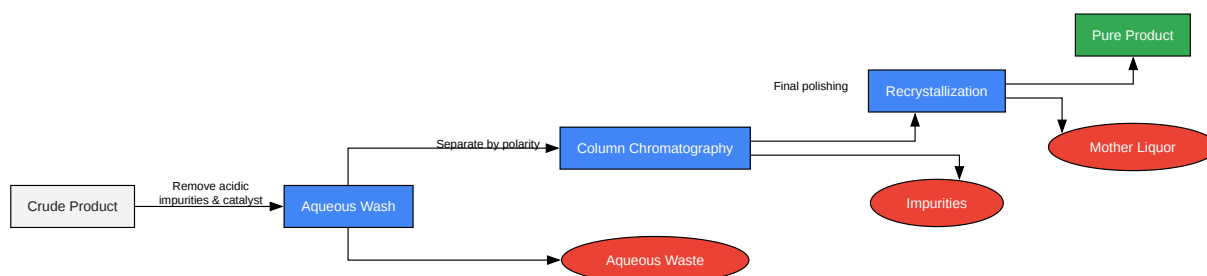 Crude Product
Remove acidic
impurities & catalyst
Aqueous Wash
Separate by polarity
Aqueous Waste
Column Chromatography
Final polishing
Impurities
Recrystallization
Pure Product
Mother Liquor